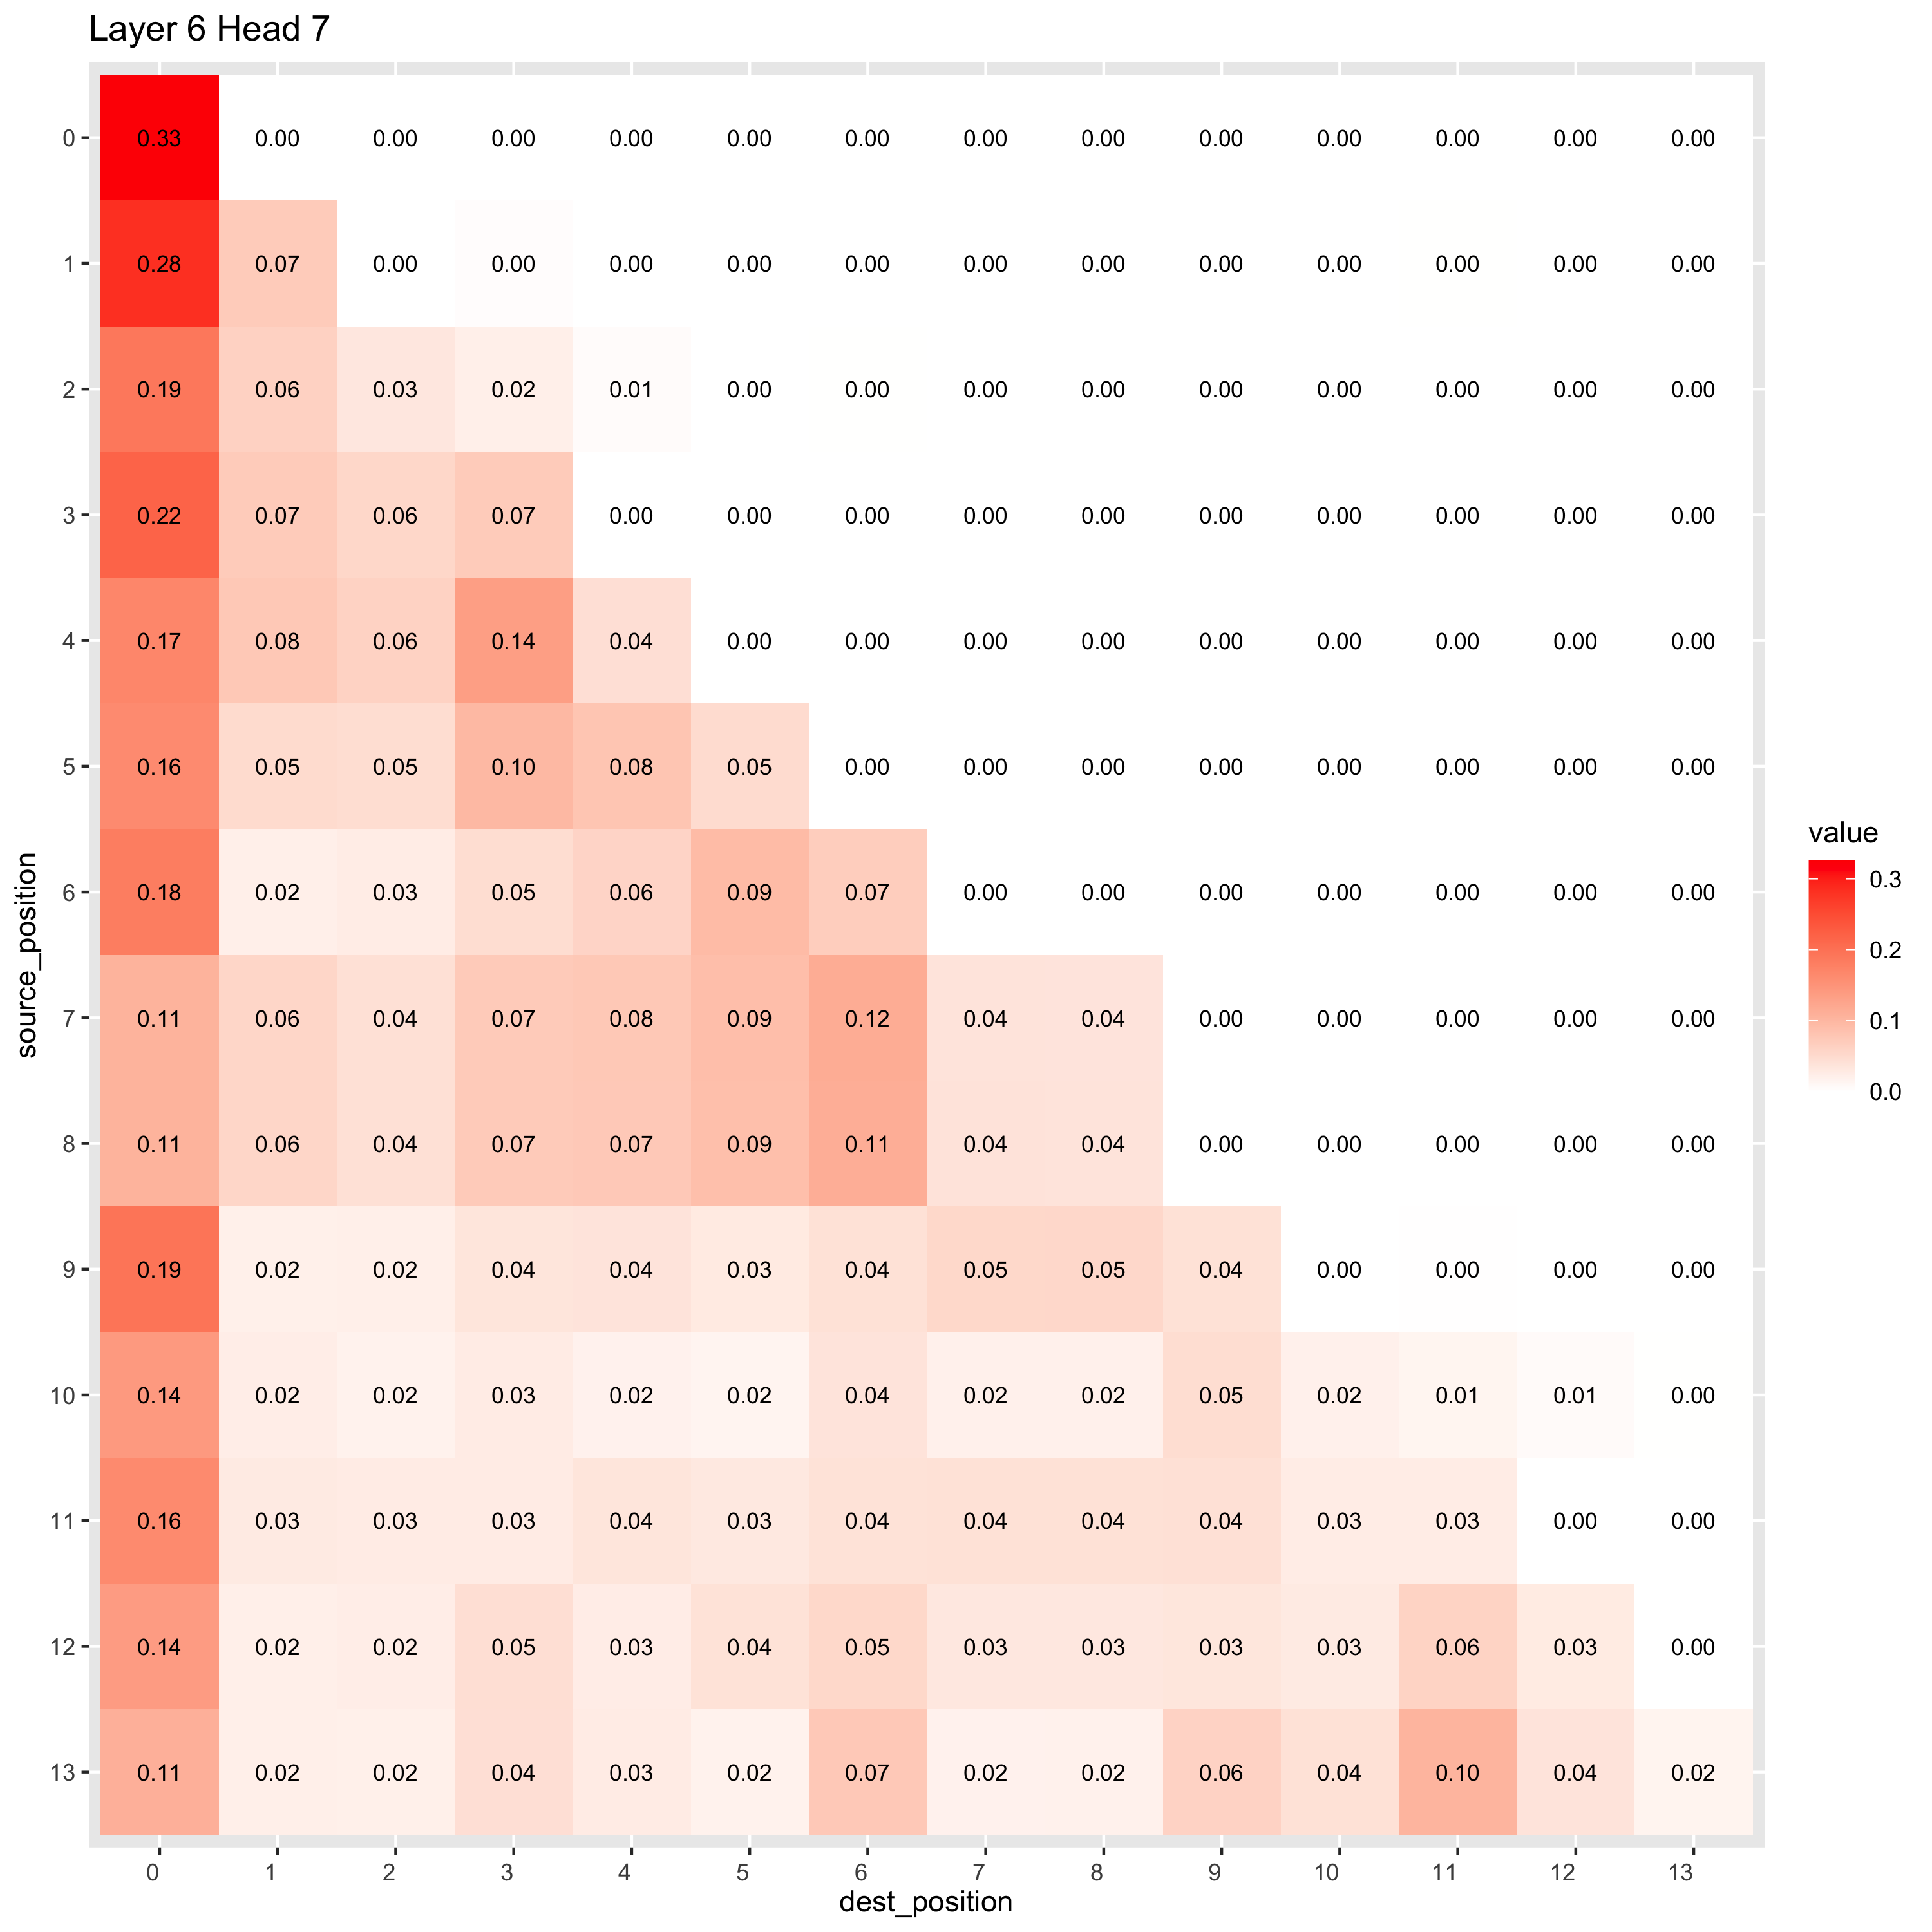 Layer 6 Head 7
0 0.33 0.00 0.00 0.00 0.00 0.00 0.00 0.00 0.00 0.00 0.00 0.00 0.00 0.00
1 0.28 0.07 0.00 0.00 0.00 0.00 0.00 0.00 0.00 0.00 0.00 0.00 0.00 0.00
2 0.19 0.06 0.03 0.02 0.01 0.00 0.00 0.00 0.00 0.00 0.00 0.00 0.00 0.00
3 0.22 0.07 0.06 0.07 0.00 0.00 0.00 0.00 0.00 0.00 0.00 0.00 0.00 0.00
4 0.17 0.08 0.06 0.14 0.04 0.00 0.00 0.00 0.00 0.00 0.00 0.00 0.00 0.00
5 0.16 0.05 0.05 0.10 0.08 0.05 0.00 0.00 0.00 0.00 0.00 0.00 0.00 0.00
6 0.18 0.02 0.03 0.05 0.06 0.09 0.07 0.00 0.00 0.00 0.00 0.00 0.00 0.00
7 0.11 0.06 0.04 0.07 0.08 0.09 0.12 0.04 0.04 0.00 0.00 0.00 0.00 0.00
8 0.11 0.06 0.04 0.07 0.07 0.09 0.11 0.04 0.04 0.00 0.00 0.00 0.00 0.00
9 0.19 0.02 0.02 0.04 0.04 0.03 0.04 0.05 0.05 0.04 0.00 0.00 0.00 0.00
10 0.14 0.02 0.02 0.03 0.02 0.02 0.04 0.02 0.02 0.05 0.02 0.01 0.01 0.00
11 0.16 0.03 0.03 0.03 0.04 0.03 0.04 0.04 0.04 0.04 0.03 0.03 0.00 0.00
12 0.14 0.02 0.02 0.05 0.03 0.04 0.05 0.03 0.03 0.03 0.03 0.06 0.03 0.00
13 0.11 0.02 0.02 0.04 0.03 0.02 0.07 0.02 0.02 0.06 0.04 0.10 0.04 0.02
0 1 2 3 4 5 6 7 8 9 10 11 12 13
dest_position
source_position
value
0.3
0.2
0.1
0.0